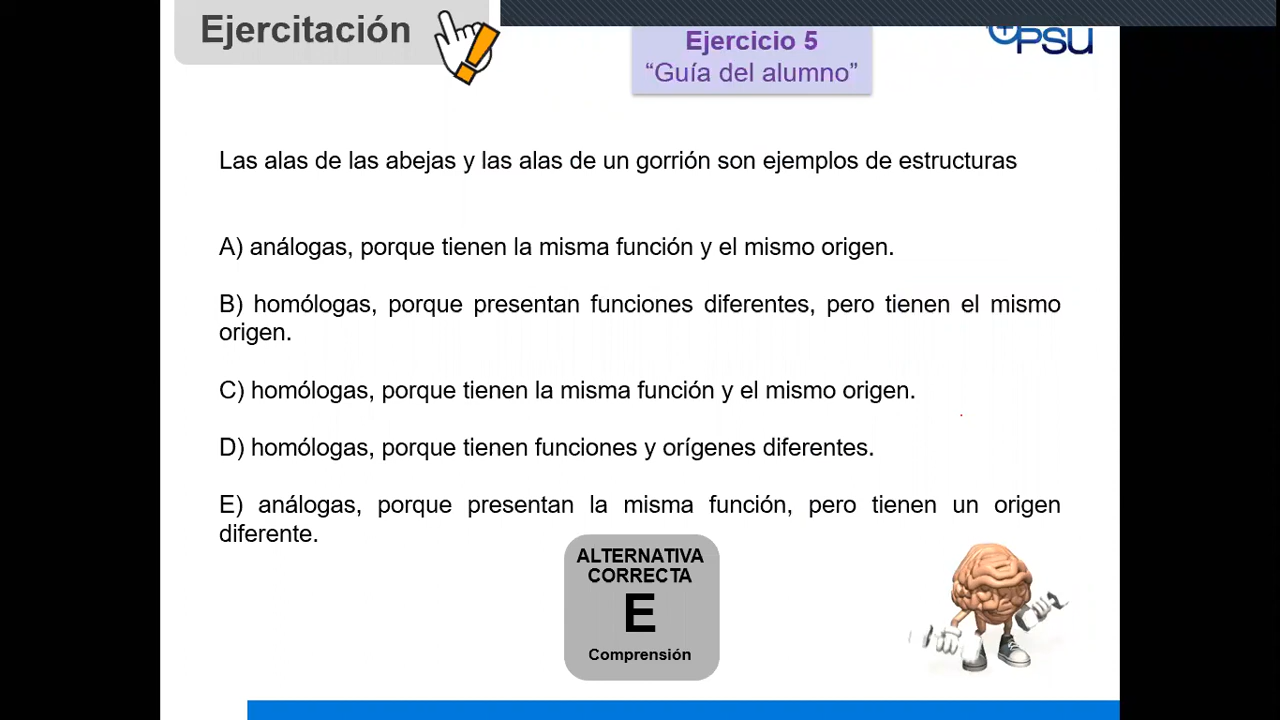 Ejercitación
Ejercicio 5
“Guía del alumno”
PSU
Las alas de las abejas y las alas de un gorrión son ejemplos de estructuras
A) análogas, porque tienen la misma función y el mismo origen.
B) homólogas, porque presentan funciones diferentes, pero tienen el mismo
origen.
C) homólogas, porque tienen la misma función y el mismo origen.
D) homólogas, porque tienen funciones y orígenes diferentes.
E) análogas, porque presentan la misma función, pero tienen un origen
diferente.
ALTERNATIVA
CORRECTA
E
Comprensión